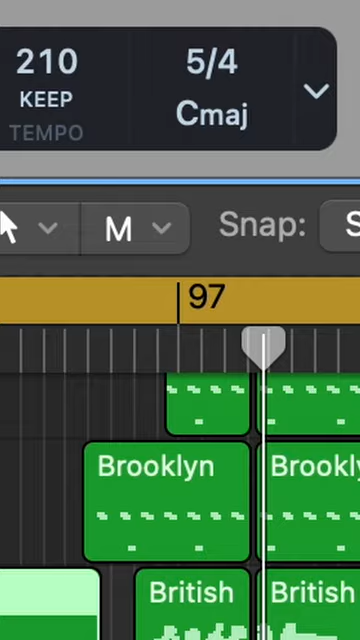 210
5/4
KEEP
Cmaj
TEMPO
M
Snap:
S
97
Brooklyn
Brookly
British
British